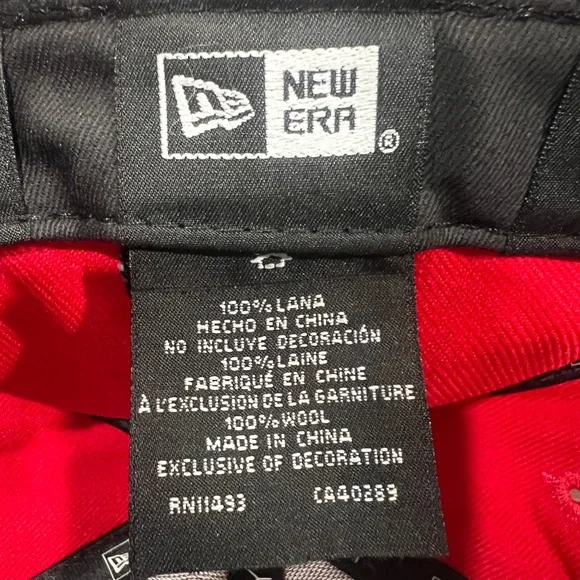 NEW
ERA
®
100% LANA
HECHO EN CHINA
NO INCLUYE DECORACIÓN
100% LAINE
FABRIQUÉ EN CHINE
À L'EXCLUSION DE LA GARNITURE
100% WOOL
MADE IN CHINA
EXCLUSIVE OF DECORATION
RN11493 CA40289